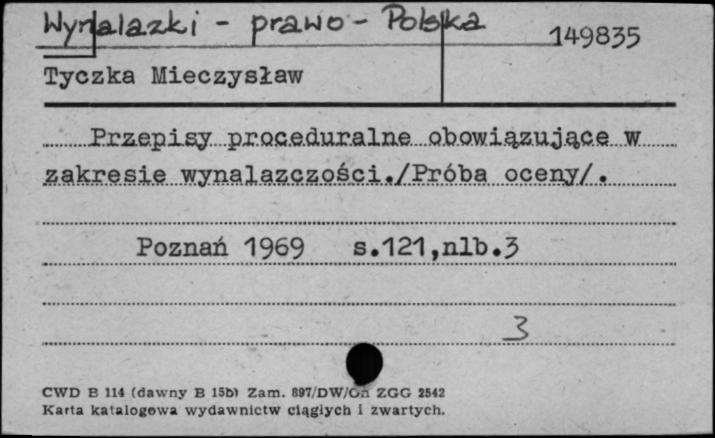 Wynalazki - prawo - Polska
149835
Tyczka Mieczysław
Przepisy proceduralne obowiązujące w
zakresie wynalazczości./Próba oceny/.
Poznań 1969 s.121,nlb.3
3
CWD B 114 (dawny B 15b) Zam. 897/DW/Gn ZGG 2542
Karta katalogowa wydawnictw ciągłych i zwartych.